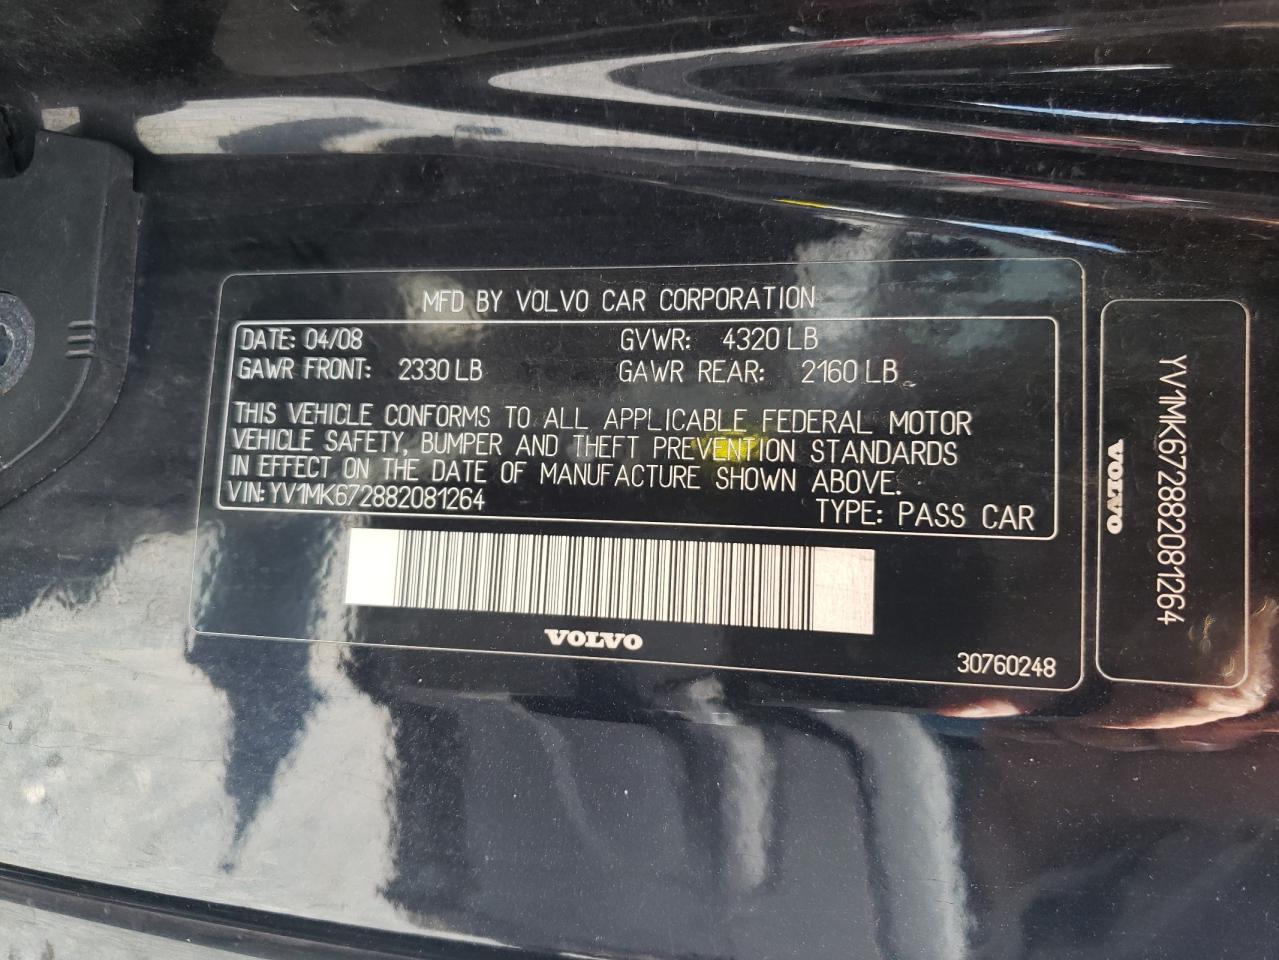 MFD BY VOLVO CAR CORPORATION
DATE: 04/08 GVWR: 4320 LB
GAWR FRONT: 2330 LB GAWR REAR: 2160 LB
THIS VEHICLE CONFORMS TO ALL APPLICABLE FEDERAL MOTOR
VEHICLE SAFETY, BUMPER AND THEFT PREVENTION STANDARDS
IN EFFECT ON THE DATE OF MANUFACTURE SHOWN ABOVE.
VIN: YV1MK672882081264 TYPE: PASS CAR
VOLVO
30760248
YV1MK672882081264
VOLVO